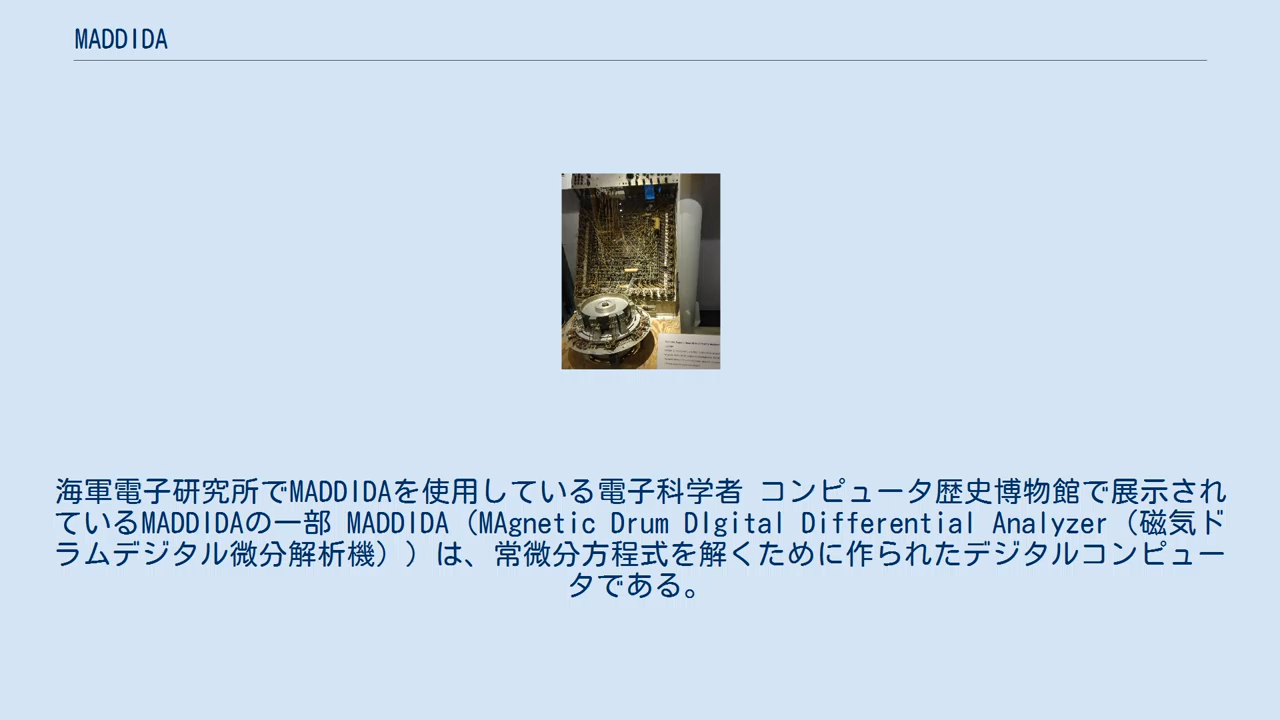 MADDIDA
海軍電子研究所でMADDIDAを使用している電子科学者 コンピュータ歴史博物館で展示され
ているMADDIDAの一部 MADDIDA（MAgnetic Drum DIgital Differential Analyzer（磁気ド
ラムデジタル微分解析機））は、常微分方程式を解くために作られたデジタルコンピュー
タである。